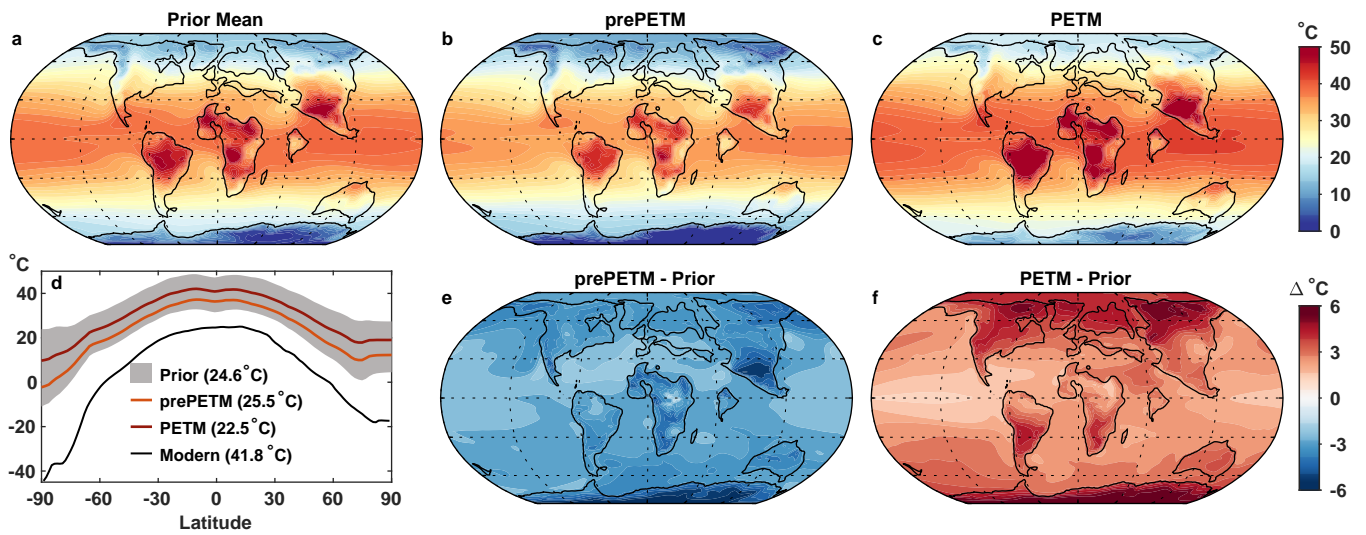 Prior Mean
prePETM
PETM
a
b
c
°C
50
40
30
20
10
0
°C
d
40
20
0
-20
-40
Prior (24.6°C)
prePETM (25.5°C)
PETM (22.5°C)
Modern (41.8°C)
-90
-60
-30
0
30
60
90
Latitude
prePETM - Prior
PETM - Prior
e
f
Δ °C
6
3
0
-3
-6